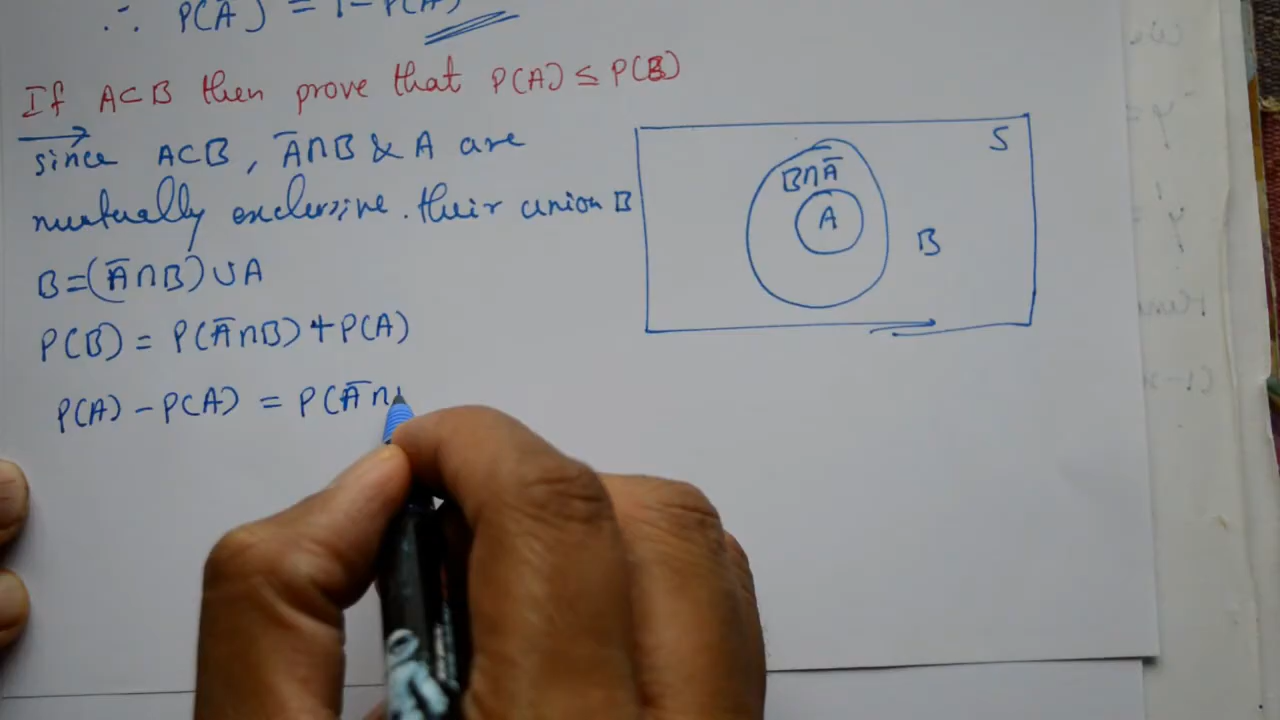 ∴ P(Ā) = 1 - P(A)
If A⊂B then prove that P(A) ≤ P(B)
since A⊂B, Ā∩B & A are
mutually exclusive. their union B
B = (Ā∩B) ∪ A
P(B) = P(Ā∩B) + P(A)
P(A) - P(A) = P(Ā∩
S
B∩Ā
A
B